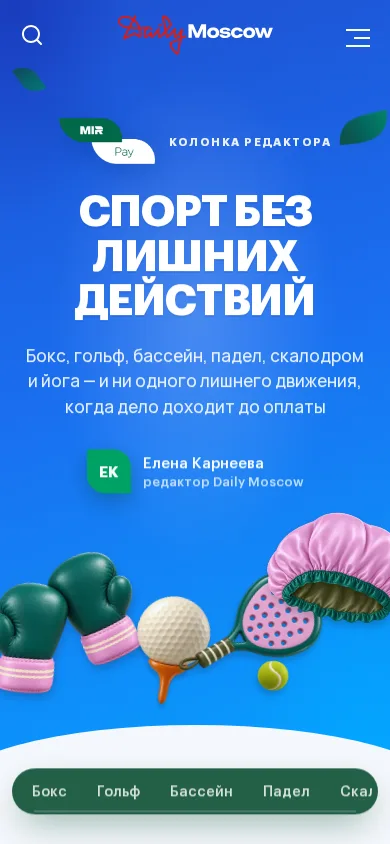 Daily Moscow
MIR
Pay
КОЛОНКА РЕДАКТОРА
СПОРТ БЕЗ
ЛИШНИХ
ДЕЙСТВИЙ
Бокс, гольф, бассейн, падел, скалодром
и йога — и ни одного лишнего движения,
когда дело доходит до оплаты
ЕК
Елена Карнеева
редактор Daily Moscow
Бокс Гольф Бассейн Падел Скал